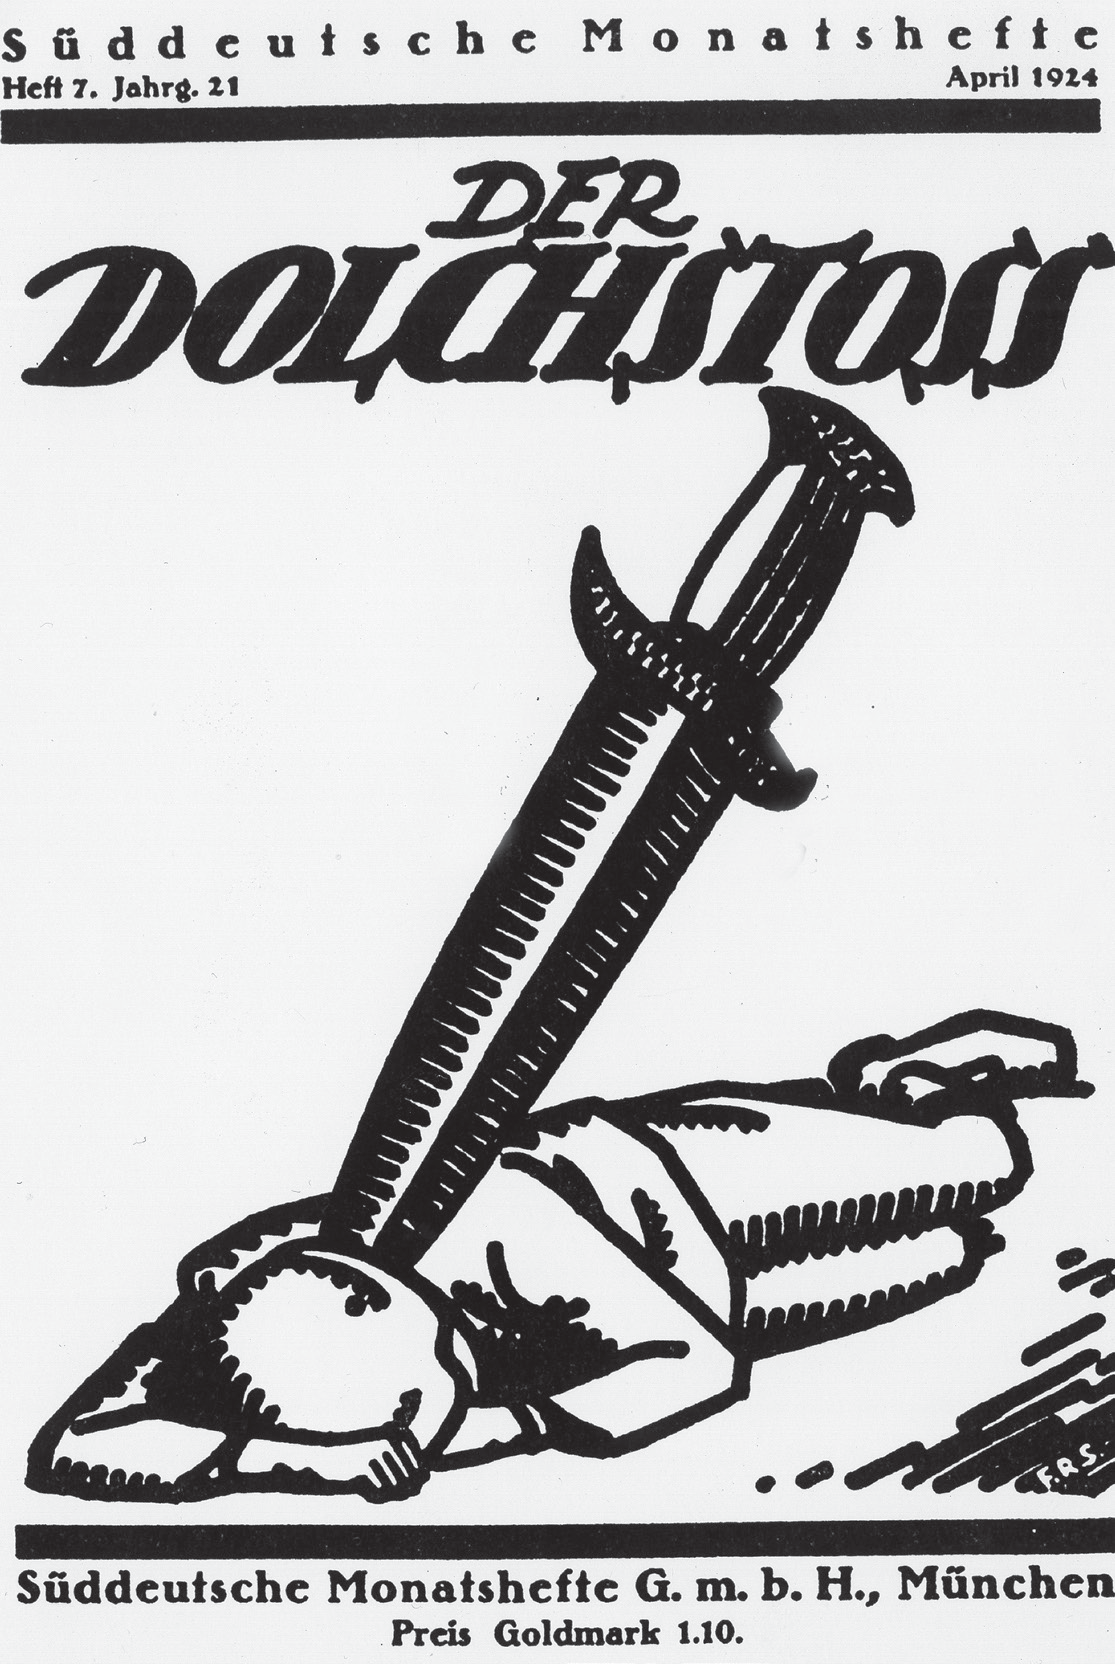 Süddeutsche Monatshefte
Heft 7. Jahrg. 21
April 1924
DER
DOLCHSTOSS
F.R.S.
Süddeutsche Monatshefte G. m. b. H., München
Preis Goldmark 1.10.